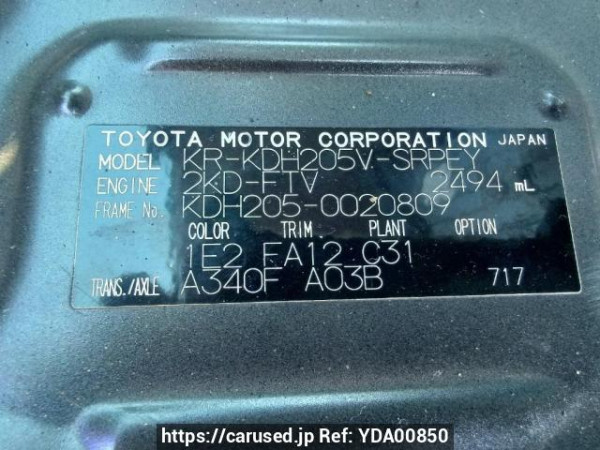 TOYOTA MOTOR CORPORATION JAPAN
MODEL KR-KDH205V-SRPEY
ENGINE 2KD-FTV 2494 mL
FRAME No. KDH205-0020809
COLOR TRIM PLANT OPTION
1E2 FA12 C31
TRANS./AXLE A340F A03B 717
https://carused.jp Ref: YDA00850